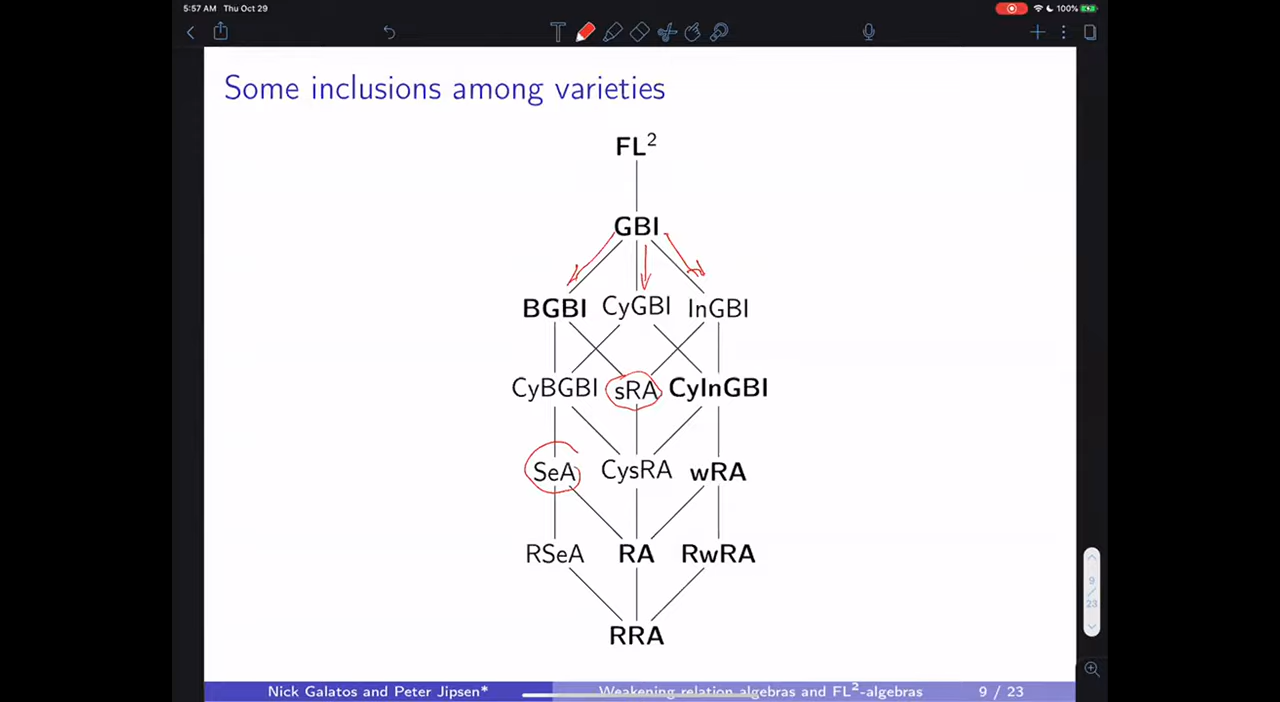 5:57 AM Thu Oct 29
100%
T
Some inclusions among varieties
FL²
GBI
BGBI CyGBI InGBI
CyBGBI sRA CyInGBI
SeA CysRA wRA
RSeA RA RwRA
RRA
9
/
23
Nick Galatos and Peter Jipsen* Weakening relation algebras and FL²-algebras 9 / 23